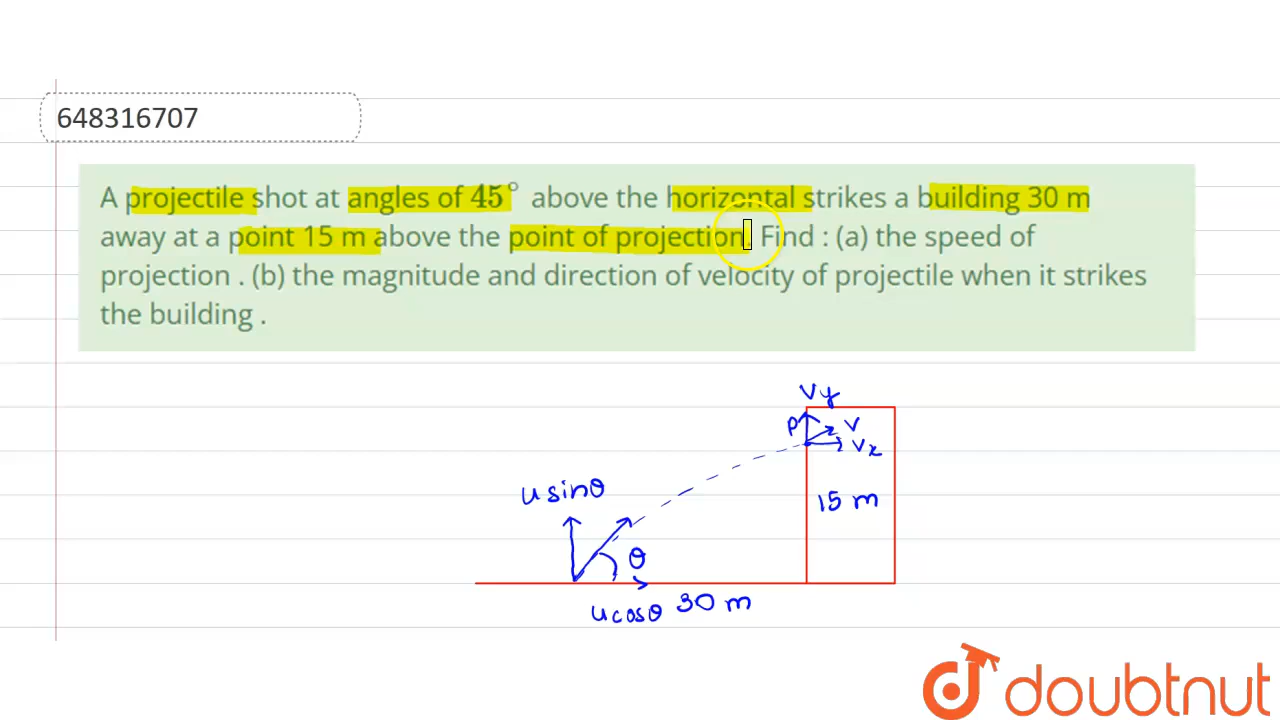 648316707
A projectile shot at angles of 45° above the horizontal strikes a building 30 m
away at a point 15 m above the point of projection. Find : (a) the speed of
projection . (b) the magnitude and direction of velocity of projectile when it strikes
the building .
Vy
P
V
Vx
u sinθ
15 m
θ
u cosθ 30 m
doubtnut